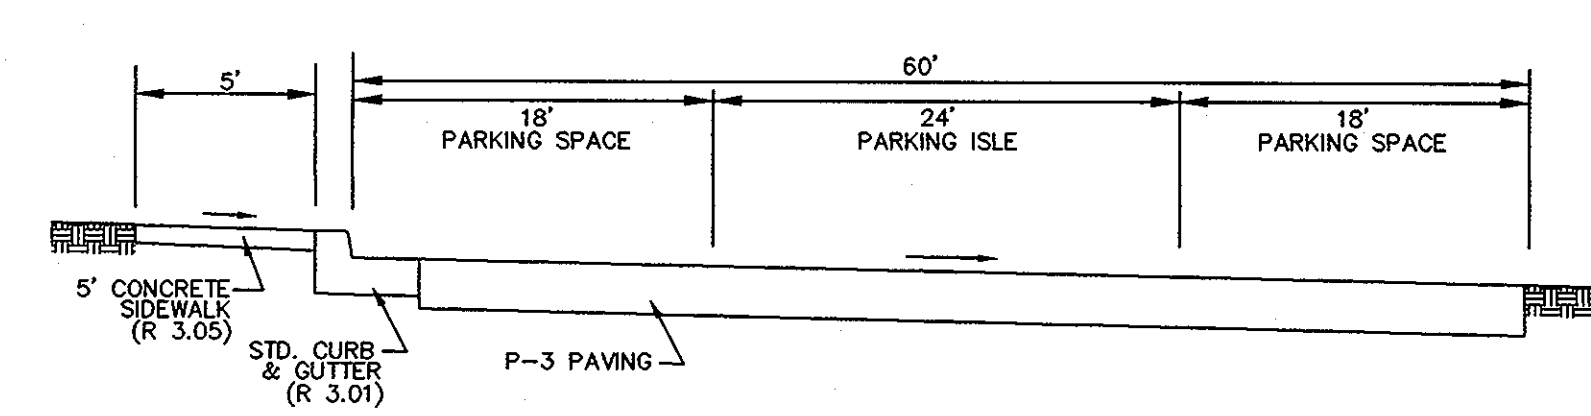 5'
60'
18'
PARKING SPACE
24'
PARKING ISLE
18'
PARKING SPACE
5' CONCRETE
SIDEWALK
(R 3.05)
STD. CURB
& GUTTER
(R 3.01)
P-3 PAVING